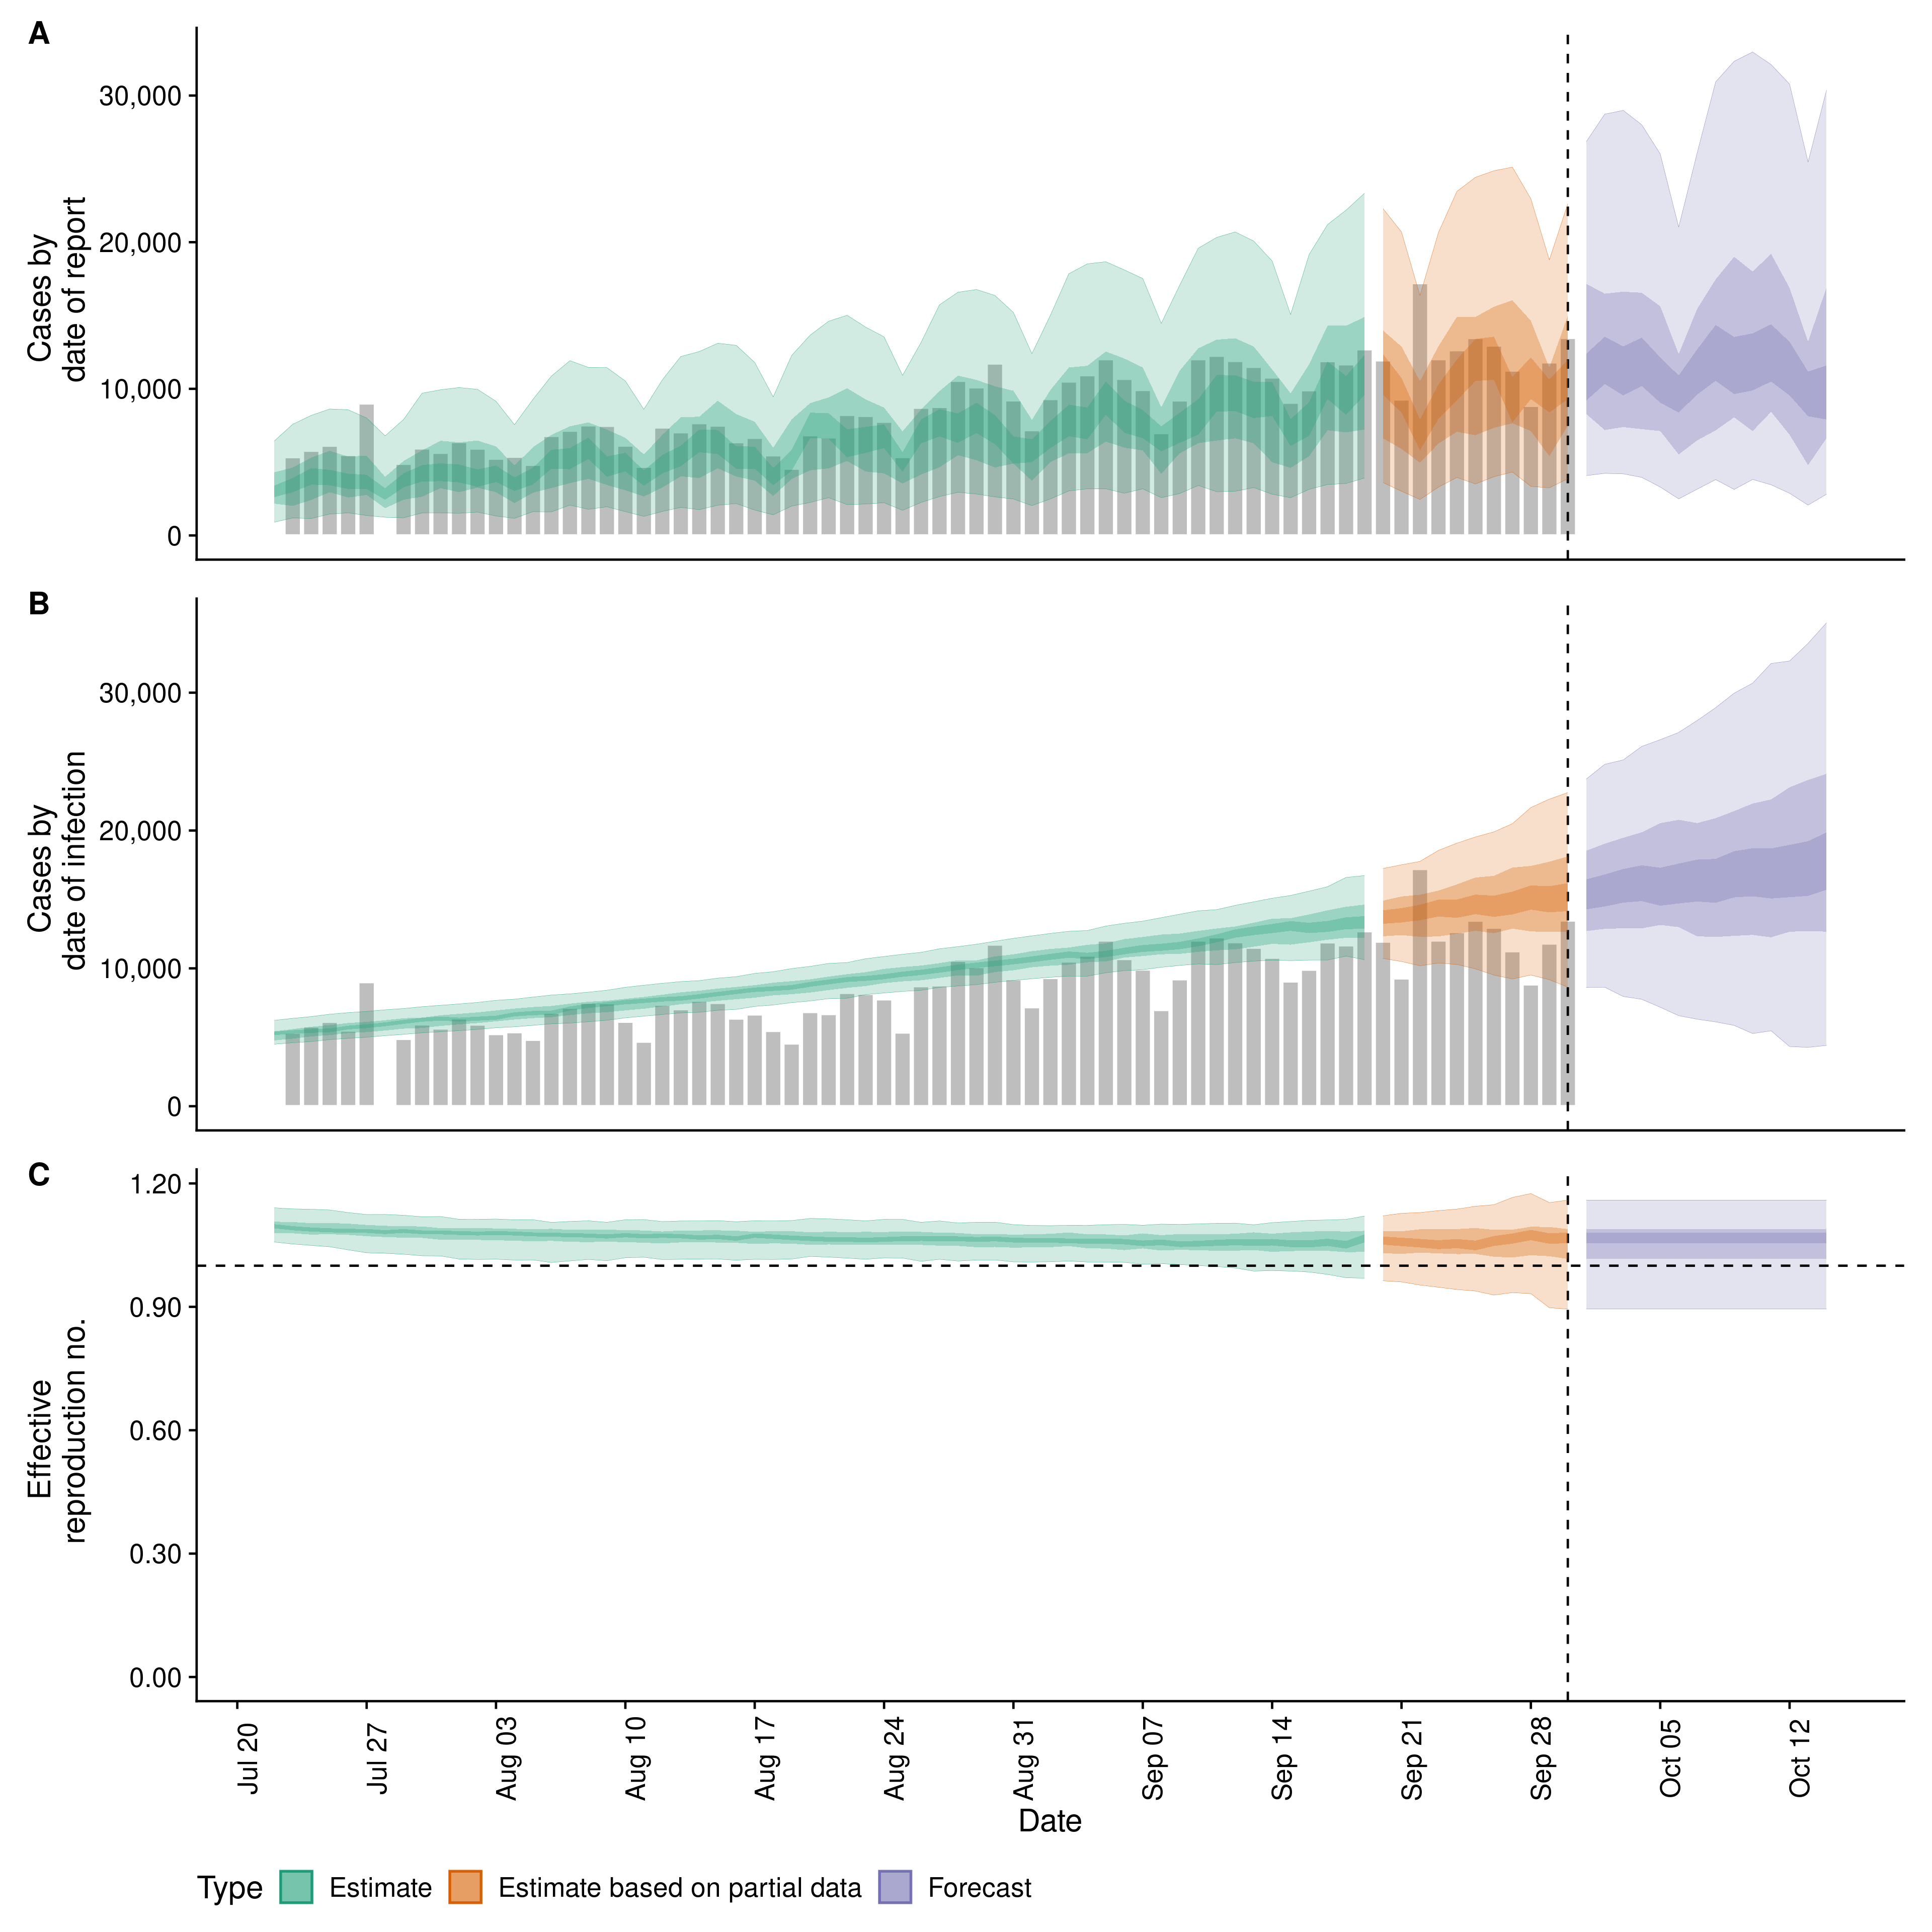 A
Cases by
date of report
30,000
20,000
10,000
0
B
Cases by
date of infection
30,000
20,000
10,000
0
C
Effective
reproduction no.
1.20
0.90
0.60
0.30
0.00
Jul 20
Jul 27
Aug 03
Aug 10
Aug 17
Aug 24
Aug 31
Sep 07
Sep 14
Sep 21
Sep 28
Oct 05
Oct 12
Date
Type Estimate Estimate based on partial data Forecast